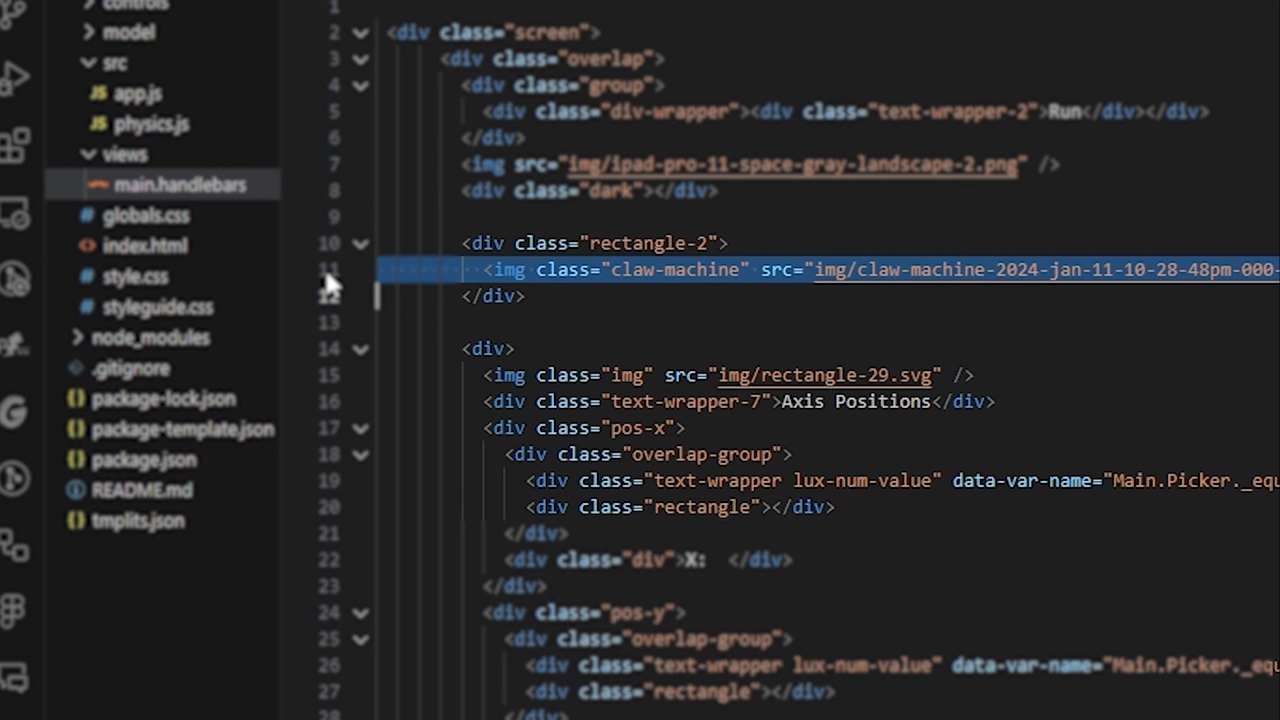 controls
model
src
JS app.js
JS physics.js
views
main.handlebars
# globals.css
<> index.html
# style.css
# styleguide.css
node_modules
.gitignore
{} package-lock.json
{} package-template.json
{} package.json
README.md
{} tmplits.json
1
2 <div class="screen">
3 <div class="overlap">
4 <div class="group">
5 <div class="div-wrapper"><div class="text-wrapper-2">Run</div></div>
6 </div>
7 <img src="img/ipad-pro-11-space-gray-landscape-2.png" />
8 <div class="dark"></div>
9
10 <div class="rectangle-2">
11 <img class="claw-machine" src="img/claw-machine-2024-jan-11-10-28-48pm-000-
12 </div>
13
14 <div>
15 <img class="img" src="img/rectangle-29.svg" />
16 <div class="text-wrapper-7">Axis Positions</div>
17 <div class="pos-x">
18 <div class="overlap-group">
19 <div class="text-wrapper lux-num-value" data-var-name="Main.Picker._equ
20 <div class="rectangle"></div>
21 </div>
22 <div class="div">X: </div>
23 </div>
24 <div class="pos-y">
25 <div class="overlap-group">
26 <div class="text-wrapper lux-num-value" data-var-name="Main.Picker._equ
27 <div class="rectangle"></div>
28 </div>